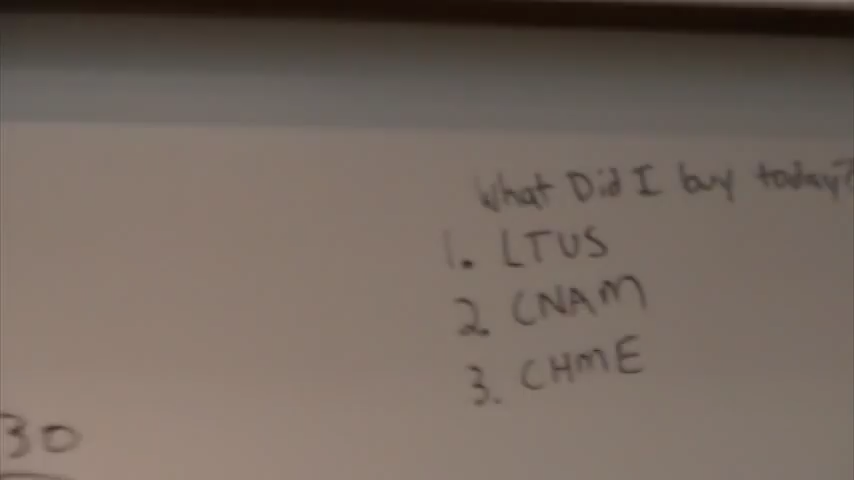 What Did I buy today?
1. LTUS
2. CNAM
3. CHME
30